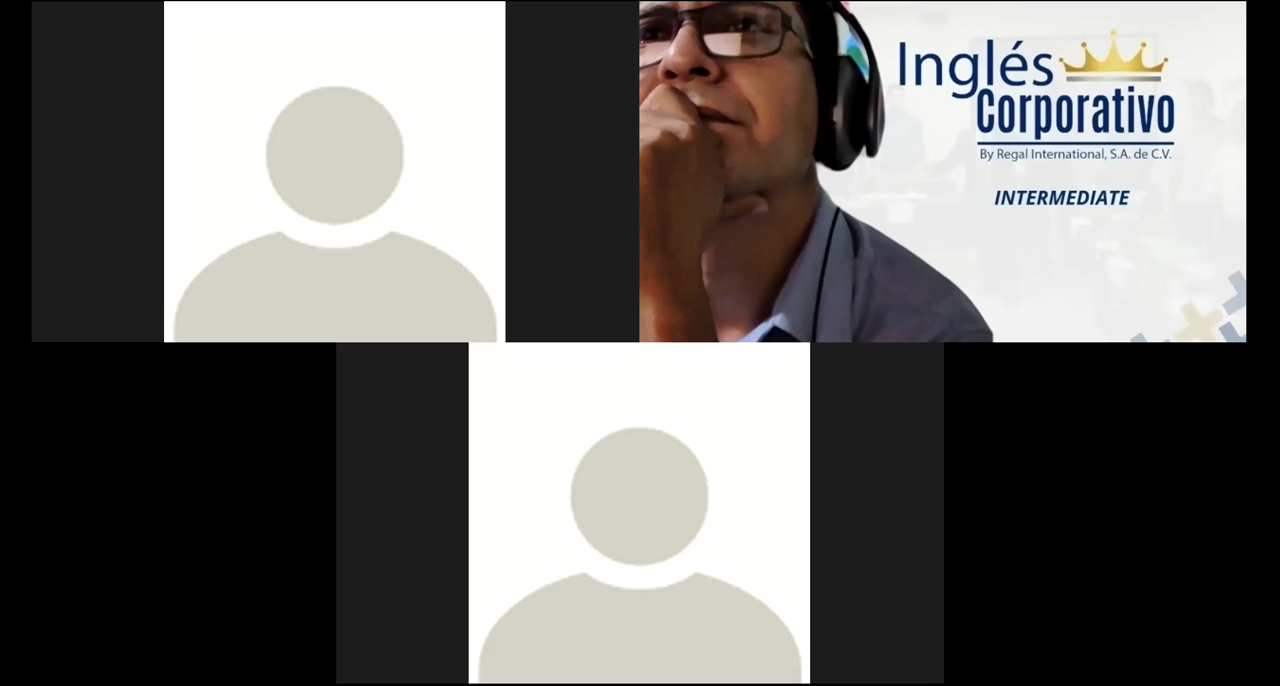 Inglés
Corporativo
By Regal International, S.A. de C.V.
INTERMEDIATE